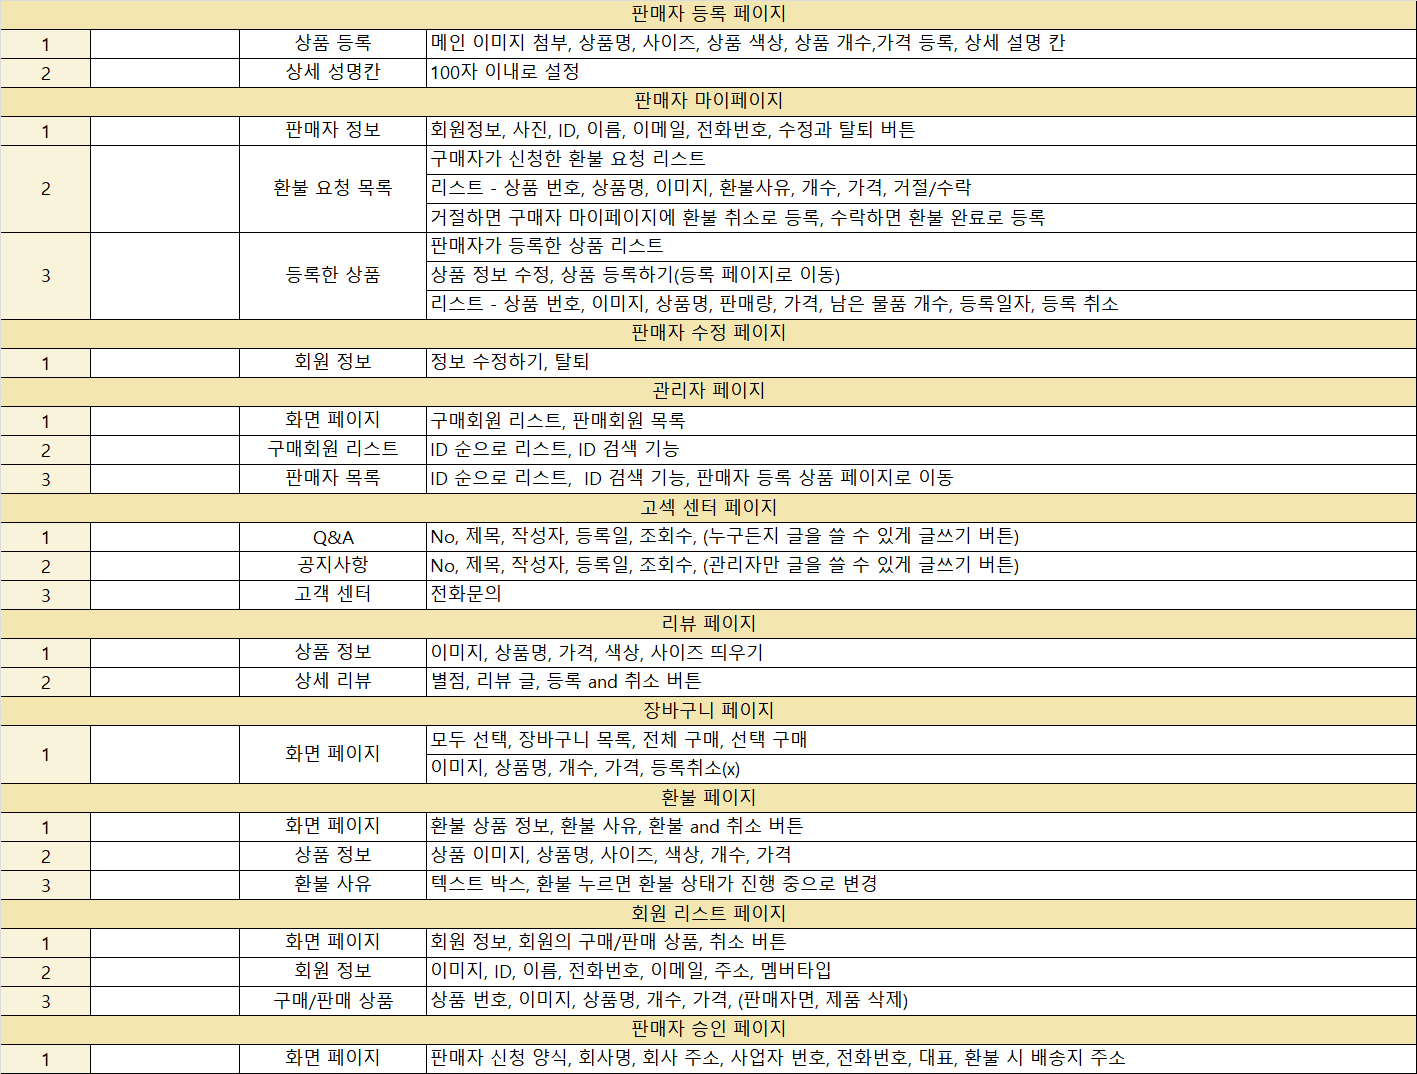 판매자 등록 페이지
1 상품 등록 메인 이미지 첨부, 상품명, 사이즈, 상품 색상, 상품 개수,가격 등록, 상세 설명 칸
2 상세 성명칸 100자 이내로 설정
판매자 마이페이지
1 판매자 정보 회원정보, 사진, ID, 이름, 이메일, 전화번호, 수정과 탈퇴 버튼
구매자가 신청한 환불 요청 리스트
2 환불 요청 목록 리스트 - 상품 번호, 상품명, 이미지, 환불사유, 개수, 가격, 거절/수락
거절하면 구매자 마이페이지에 환불 취소로 등록, 수락하면 환불 완료로 등록
판매자가 등록한 상품 리스트
3 등록한 상품 상품 정보 수정, 상품 등록하기(등록 페이지로 이동)
리스트 - 상품 번호, 이미지, 상품명, 판매량, 가격, 남은 물품 개수, 등록일자, 등록 취소
판매자 수정 페이지
1 회원 정보 정보 수정하기, 탈퇴
관리자 페이지
1 화면 페이지 구매회원 리스트, 판매회원 목록
2 구매회원 리스트 ID 순으로 리스트, ID 검색 기능
3 판매자 목록 ID 순으로 리스트, ID 검색 기능, 판매자 등록 상품 페이지로 이동
고섹 센터 페이지
1 Q&A No, 제목, 작성자, 등록일, 조회수, (누구든지 글을 쓸 수 있게 글쓰기 버튼)
2 공지사항 No, 제목, 작성자, 등록일, 조회수, (관리자만 글을 쓸 수 있게 글쓰기 버튼)
3 고객 센터 전화문의
리뷰 페이지
1 상품 정보 이미지, 상품명, 가격, 색상, 사이즈 띄우기
2 상세 리뷰 별점, 리뷰 글, 등록 and 취소 버튼
장바구니 페이지
모두 선택, 장바구니 목록, 전체 구매, 선택 구매
1 화면 페이지
이미지, 상품명, 개수, 가격, 등록취소(x)
환불 페이지
1 화면 페이지 환불 상품 정보, 환불 사유, 환불 and 취소 버튼
2 상품 정보 상품 이미지, 상품명, 사이즈, 색상, 개수, 가격
3 환불 사유 텍스트 박스, 환불 누르면 환불 상태가 진행 중으로 변경
회원 리스트 페이지
1 화면 페이지 회원 정보, 회원의 구매/판매 상품, 취소 버튼
2 회원 정보 이미지, ID, 이름, 전화번호, 이메일, 주소, 멤버타입
3 구매/판매 상품 상품 번호, 이미지, 상품명, 개수, 가격, (판매자면, 제품 삭제)
판매자 승인 페이지
1 화면 페이지 판매자 신청 양식, 회사명, 회사 주소, 사업자 번호, 전화번호, 대표, 환불 시 배송지 주소